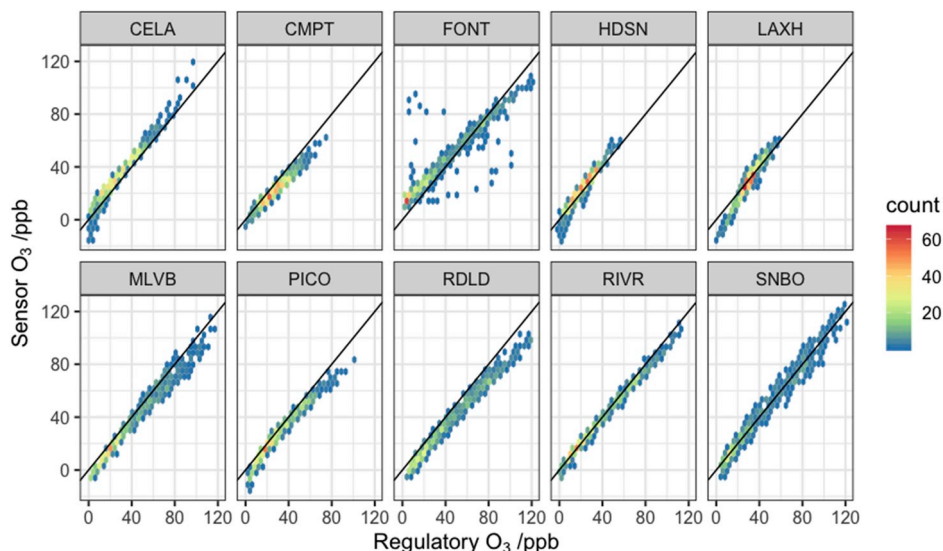 CELA CMPT FONT HDSN LAXH
120
80
40
0
Sensor O₃ /ppb
count
60
40
20
MLVB PICO RDLD RIVR SNBO
120
80
40
0
0 40 80 120 0 40 80 120 0 40 80 120 0 40 80 120 0 40 80 120
Regulatory O₃ /ppb